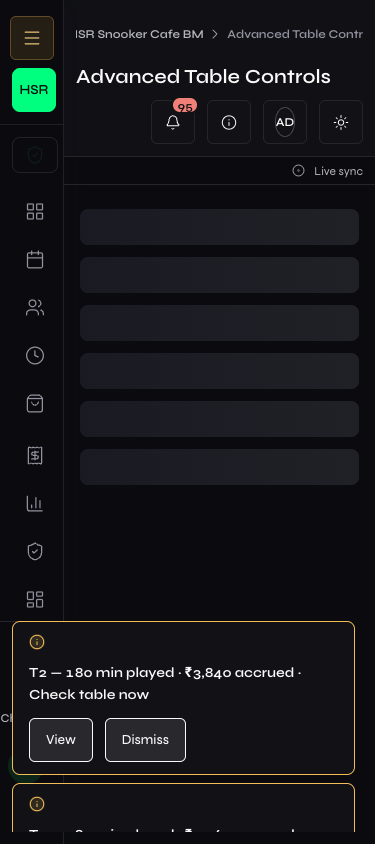 HSR Snooker Cafe BM > Advanced Table Contr
HSR
Advanced Table Controls
95
AD
Live sync
T2 — 180 min played · ₹3,840 accrued ·
Check table now
View
Dismiss